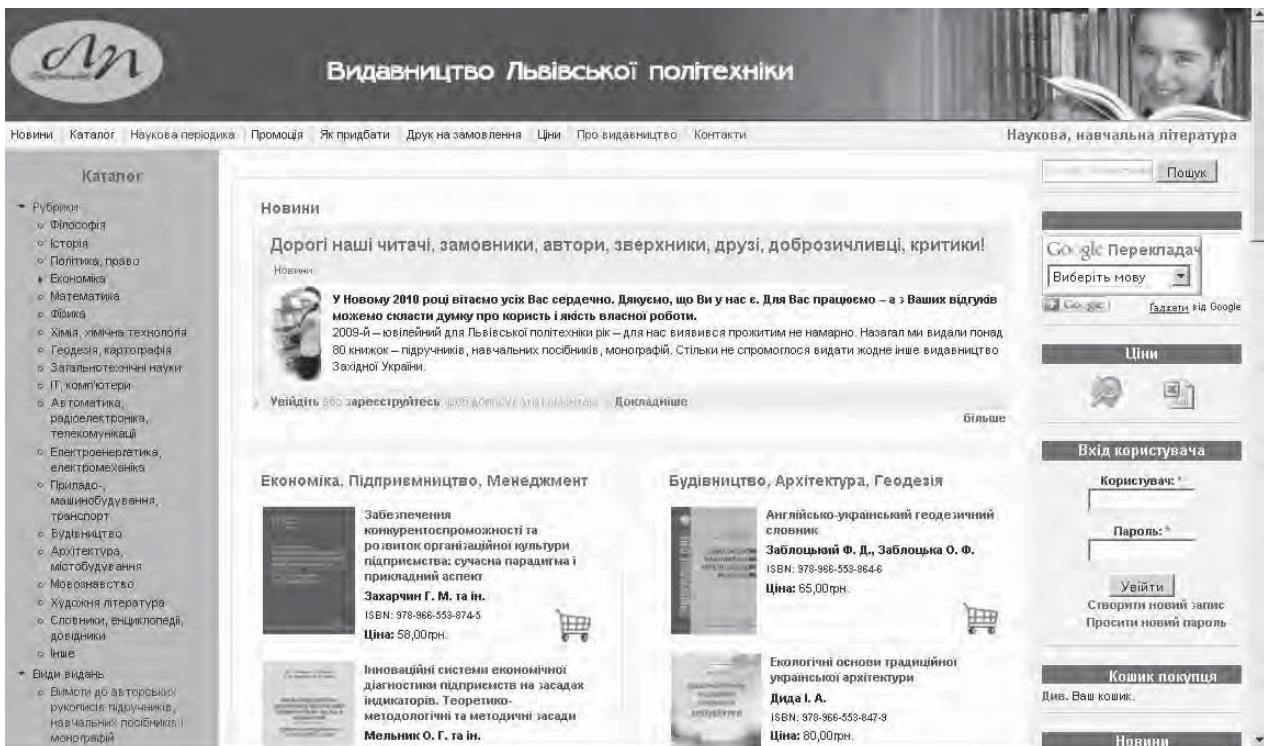 Видавництво Львівської політехніки
Новини Каталог Наукова періодика Промоція Як придбати Друк на замовлення Ціни Про видавництво Контакти
Наукова, навчальна література
Каталог
Рубрики
Філософія
Історія
Політика, право
Економіка
Математика
Фізика
Хімія, хімічна технологія
Геодезія, картографія
Загальнотехнічні науки
ІТ, комп'ютери
Автоматика,
радіоелектроніка,
телекомунікації
Електроенергетика,
електромеханіка
Приладо-,
машинобудування,
транспорт
Будівництво
Архітектура,
містобудування
Мовознавство
Художня література
Словники, енциклопедії,
довідники
Інше
Види видань
Вимоги до авторських
рукописів підручників,
навчальних посібників і
монографій
Новини
Дорогі наші читачі, замовники, автори, зверхники, друзі, доброзичливці, критики!
Новини
У Новому 2010 році вітаємо усіх Вас сердечно. Дякуємо, що Ви у нас є. Для Вас працюємо – а з Ваших відгуків
можемо скласти думку про користь і якість власної роботи.
2009-й – ювілейний для Львівської політехніки рік – для нас виявився прожитим не намарно. Назагал ми видали понад
80 книжок – підручників, навчальних посібників, монографій. Стільки не спромоглося видати жодне інше видавництво
Західної України.
Увійдіть або зареєструйтесь, щоб дописувати коментарі Докладніше
більше
Економіка, Підприємництво, Менеджмент
Забезпечення
конкурентоспроможності та
розвиток організаційної культури
підприємства: сучасна парадигма і
прикладний аспект
Захарчин Г. М. та ін.
ISBN: 978-966-553-874-5
Ціна: 58,00грн.
Інноваційні системи економічної
діагностики підприємств на засадах
індикаторів. Теоретико-
методологічні та методичні засади
Мельник О. Г. та ін.
Будівництво, Архітектура, Геодезія
Англійсько-український геодезичний
словник
Заблоцький Ф. Д., Заблоцька О. Ф.
ISBN: 978-966-553-864-6
Ціна: 65,00грн.
Екологічні основи традиційної
української архітектури
Дида І. А.
ISBN: 978-966-553-847-9
Ціна: 80,00грн.
Пошук
Google Перекладач
Виберіть мову
Google
Ґаджети від Google
Ціни
Вхід користувача
Користувач: *
Пароль: *
Увійти
Створити новий запис
Просити новий пароль
Кошик покупця
Див. Ваш кошик.
Новини